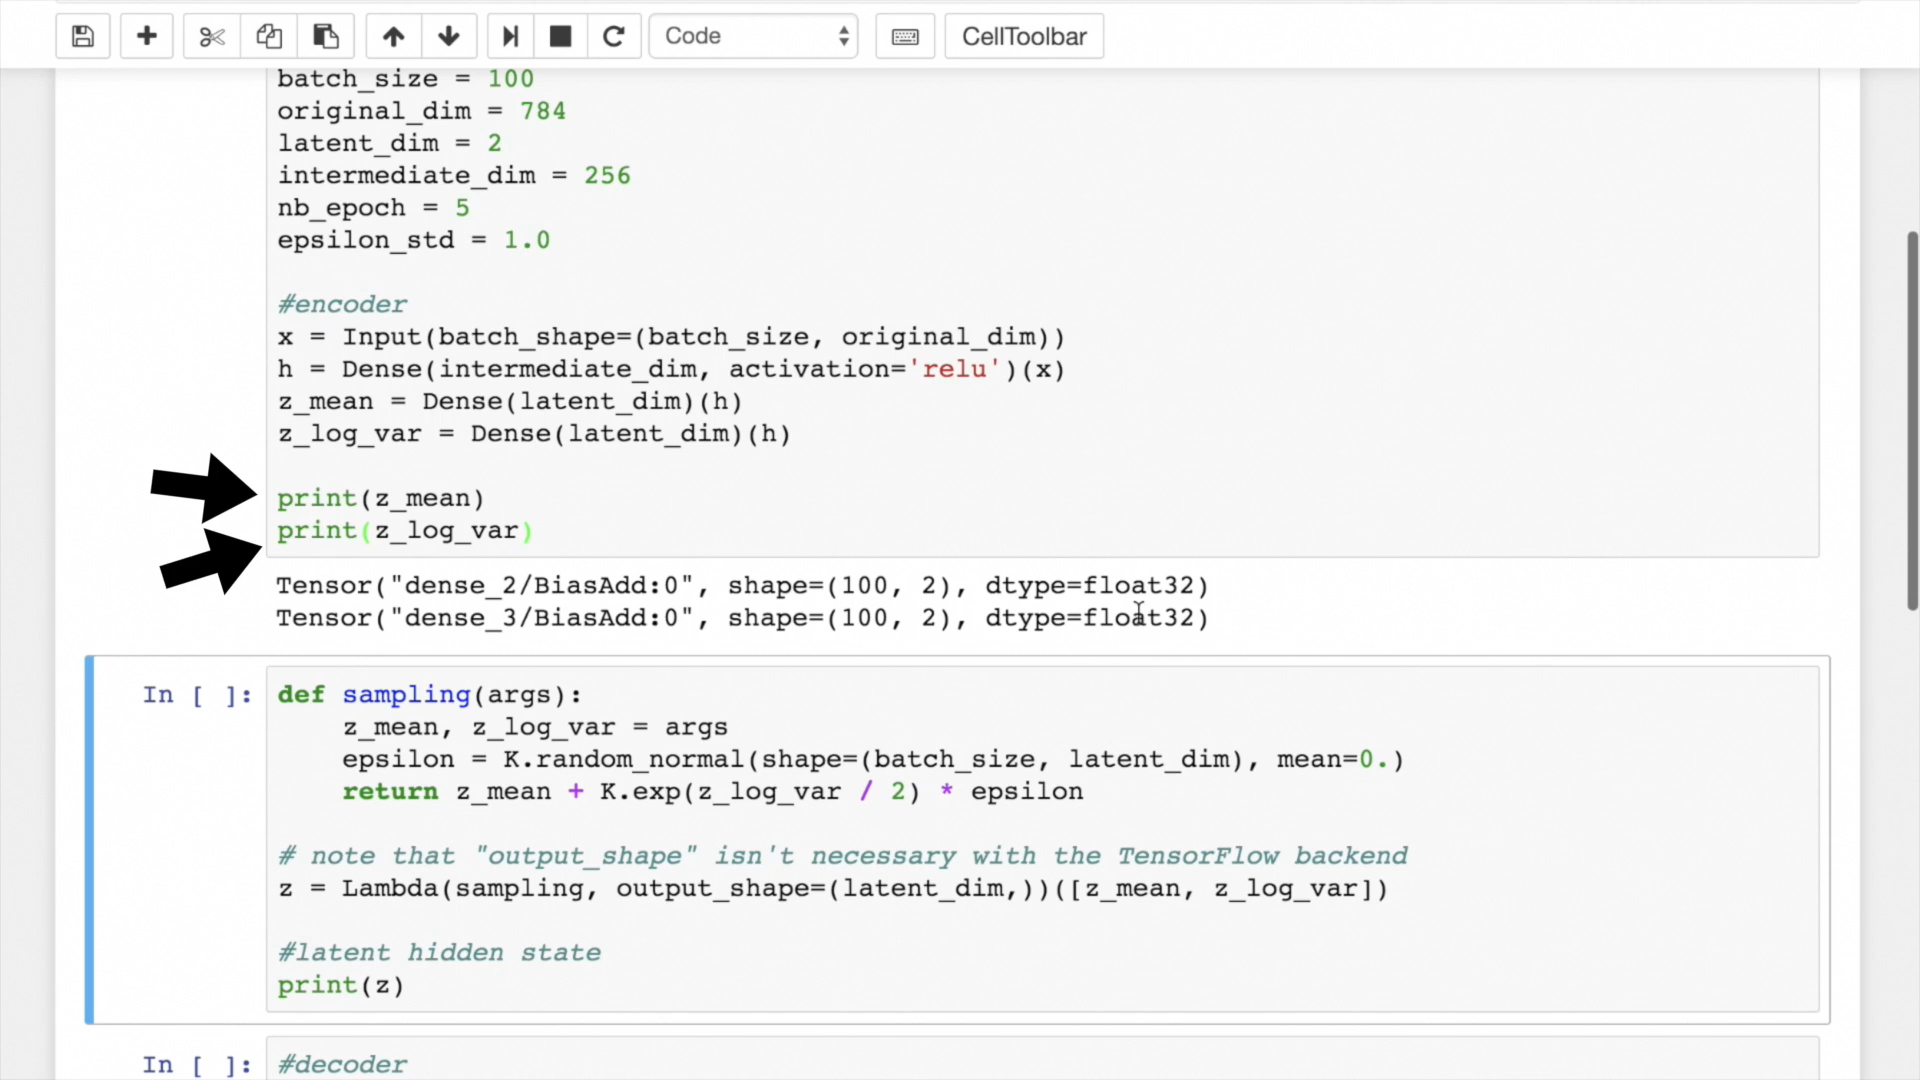 Code
CellToolbar
batch_size = 100
original_dim = 784
latent_dim = 2
intermediate_dim = 256
nb_epoch = 5
epsilon_std = 1.0
#encoder
x = Input(batch_shape=(batch_size, original_dim))
h = Dense(intermediate_dim, activation='relu')(x)
z_mean = Dense(latent_dim)(h)
z_log_var = Dense(latent_dim)(h)
print(z_mean)
print(z_log_var)
Tensor("dense_2/BiasAdd:0", shape=(100, 2), dtype=float32)
Tensor("dense_3/BiasAdd:0", shape=(100, 2), dtype=float32)
In [ ]: def sampling(args):
z_mean, z_log_var = args
epsilon = K.random_normal(shape=(batch_size, latent_dim), mean=0.)
return z_mean + K.exp(z_log_var / 2) * epsilon
# note that "output_shape" isn't necessary with the TensorFlow backend
z = Lambda(sampling, output_shape=(latent_dim,))([z_mean, z_log_var])
#latent hidden state
print(z)
In [ ]: #decoder